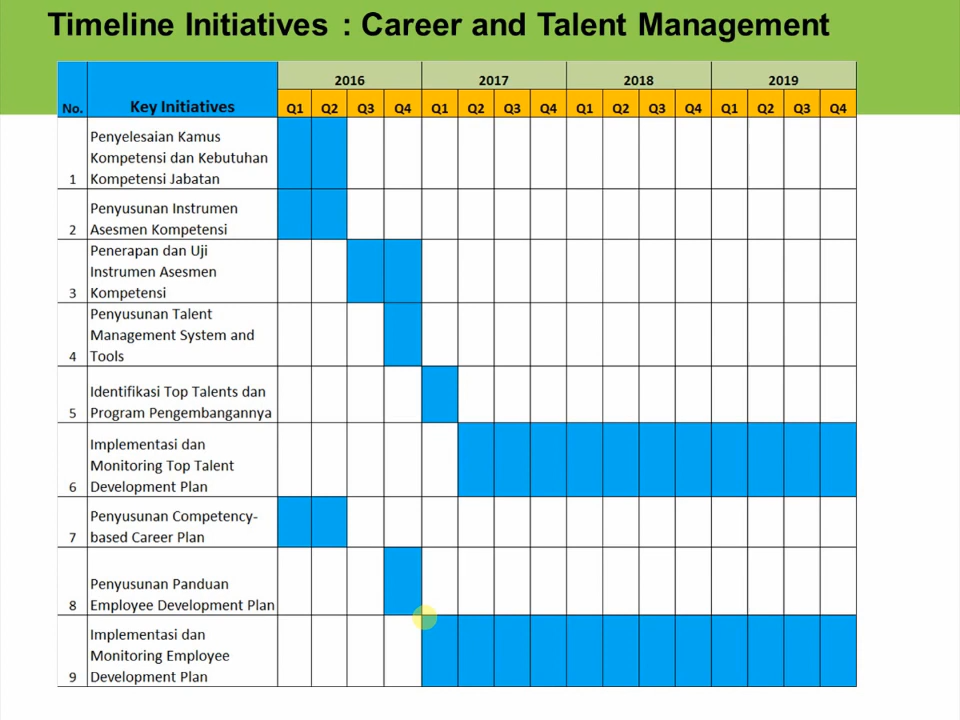 Timeline Initiatives : Career and Talent Management
2016 2017 2018 2019
No. Key Initiatives Q1 Q2 Q3 Q4 Q1 Q2 Q3 Q4 Q1 Q2 Q3 Q4 Q1 Q2 Q3 Q4
Penyelesaian Kamus
Kompetensi dan Kebutuhan
1 Kompetensi Jabatan
Penyusunan Instrumen
2 Asesmen Kompetensi
Penerapan dan Uji
Instrumen Asesmen
3 Kompetensi
Penyusunan Talent
Management System and
4 Tools
Identifikasi Top Talents dan
5 Program Pengembangannya
Implementasi dan
Monitoring Top Talent
6 Development Plan
Penyusunan Competency-
7 based Career Plan
Penyusunan Panduan
8 Employee Development Plan
Implementasi dan
Monitoring Employee
9 Development Plan